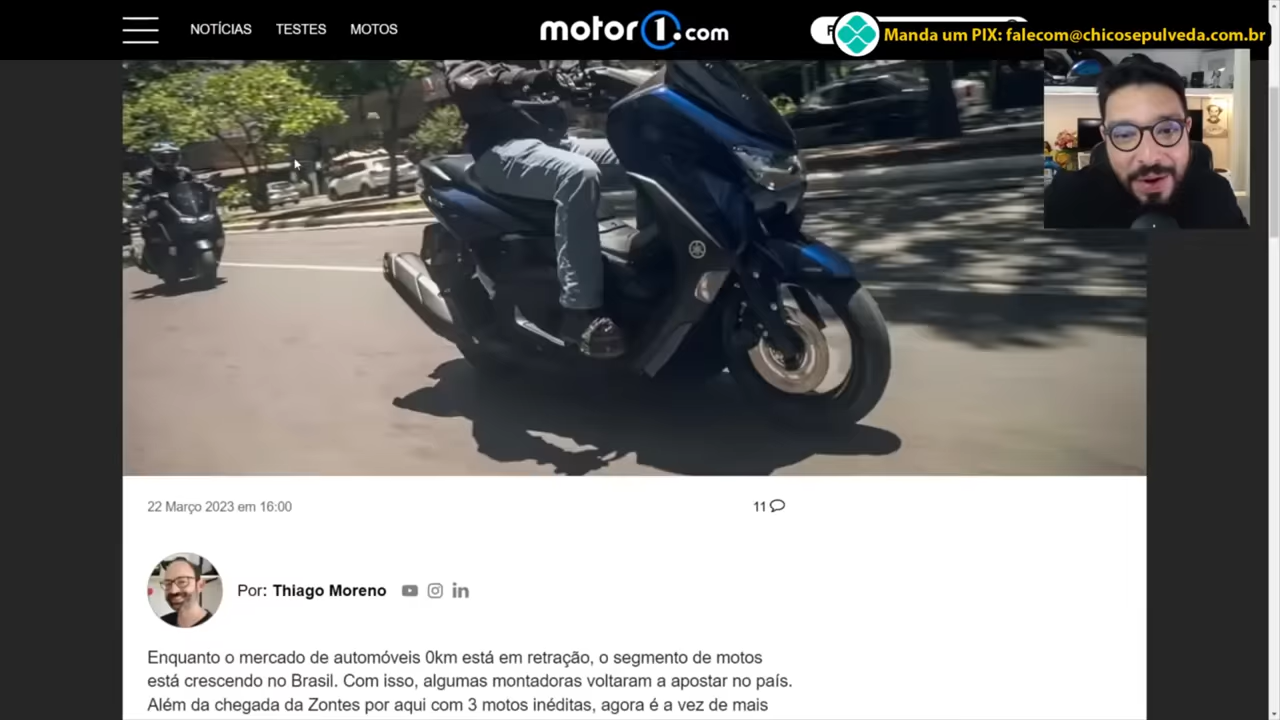 NOTÍCIAS TESTES MOTOS
motor1.com
Manda um PIX: falecom@chicosepulveda.com.br
22 Março 2023 em 16:00
11
Por: Thiago Moreno
Enquanto o mercado de automóveis 0km está em retração, o segmento de motos
está crescendo no Brasil. Com isso, algumas montadoras voltaram a apostar no país.
Além da chegada da Zontes por aqui com 3 motos inéditas, agora é a vez de mais